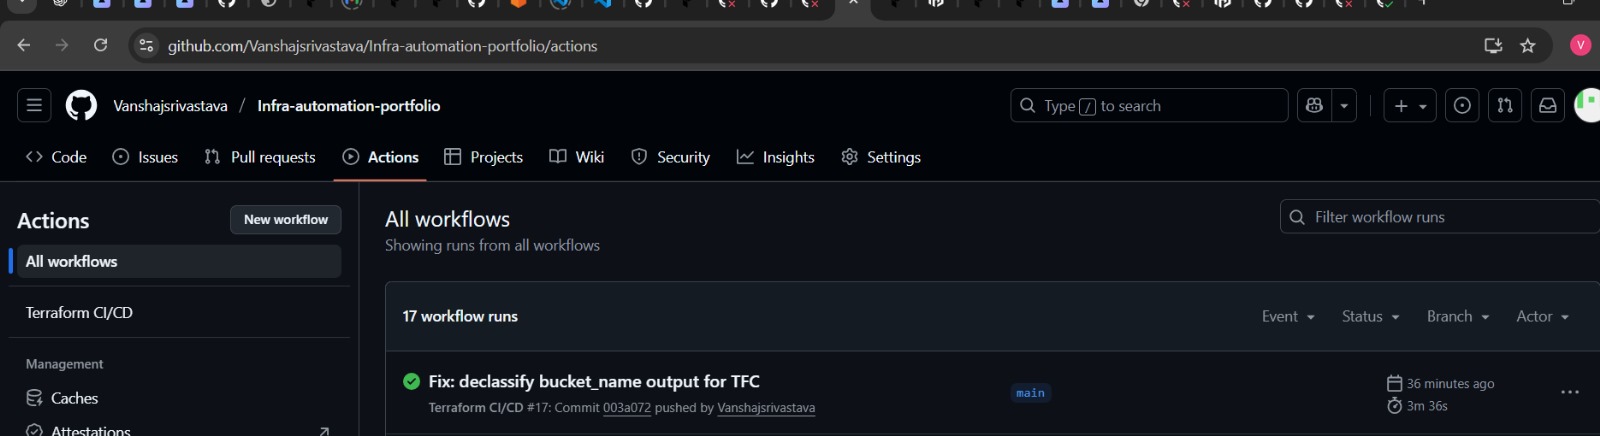 github.com/Vanshajsrivastava/Infra-automation-portfolio/actions
V
Vanshajsrivastava / Infra-automation-portfolio
Type / to search
Code Issues Pull requests Actions Projects Wiki Security Insights Settings
Actions
New workflow
All workflows
Terraform CI/CD
Management
Caches
Attestations
All workflows
Showing runs from all workflows
Filter workflow runs
17 workflow runs
Event Status Branch Actor
Fix: declassify bucket_name output for TFC
Terraform CI/CD #17: Commit 003a072 pushed by Vanshajsrivastava
main
36 minutes ago
3m 36s